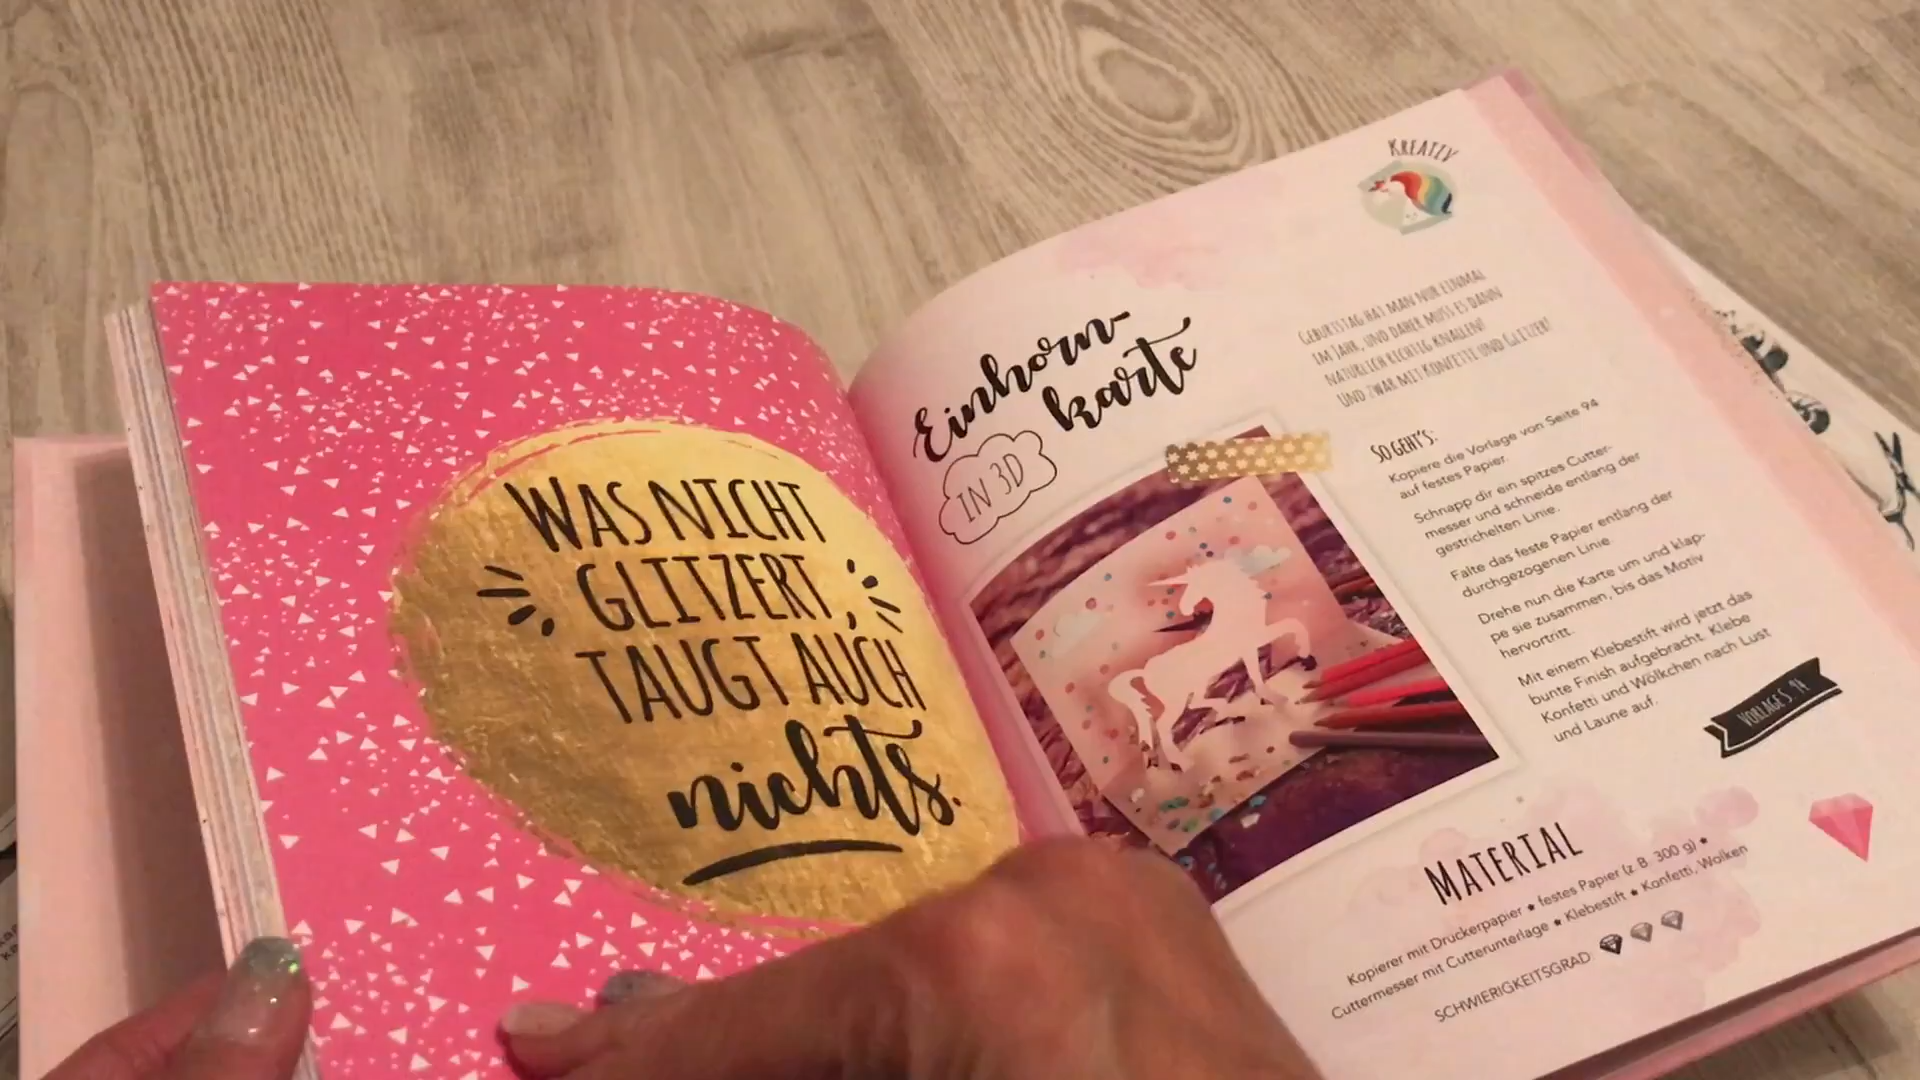 WAS NICHT
GLITZERT,
TAUGT AUCH
nichts.
Einhorn-
karte
IN 3D
KREATIV
GEBURTSTAG HAT MAN NUR EINMAL
IM JAHR, UND DAHER MUSS ES DANN
NATÜRLICH RICHTIG KNALLEN!
UND ZWAR MIT KONFETTI UND GLITZER!
SO GEHT'S:
Kopiere die Vorlage von Seite 94
auf festes Papier.
Schnapp dir ein spitzes Cutter-
messer und schneide entlang der
gestrichelten Linie.
Falte das feste Papier entlang der
durchgezogenen Linie.
Drehe nun die Karte um und klap-
pe sie zusammen, bis das Motiv
hervortritt.
Mit einem Klebestift wird jetzt das
bunte Finish aufgebracht. Klebe
Konfetti und Wölkchen nach Lust
und Laune auf.
VORLAGE S. 94
MATERIAL
Kopierer mit Druckerpapier ★ festes Papier (z. B. 300 g) ★
Cuttermesser mit Cutterunterlage ★ Klebestift ★ Konfetti, Wolken
SCHWIERIGKEITSGRAD